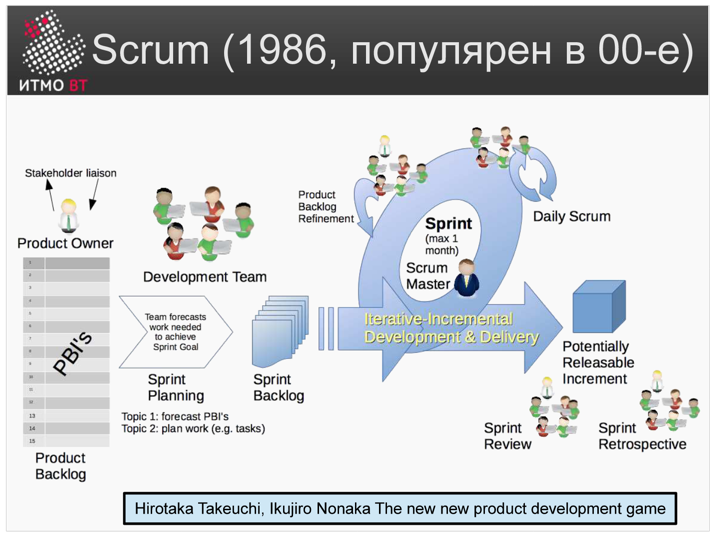 Scrum (1986, популярен в 00-е)
ИТМО ВТ
Stakeholder liaison
Product Owner
1
2
3
4
5
6
7
8
9
10
11
12
13
14
15
PBI's
Product
Backlog
Development Team
Team forecasts
work needed
to achieve
Sprint Goal
Sprint
Planning
Topic 1: forecast PBI's
Topic 2: plan work (e.g. tasks)
Sprint
Backlog
Product
Backlog
Refinement
Sprint
(max 1
month)
Scrum
Master
Daily Scrum
Iterative-Incremental
Development & Delivery
Potentially
Releasable
Increment
Sprint
Review
Sprint
Retrospective
Hirotaka Takeuchi, Ikujiro Nonaka The new new product development game